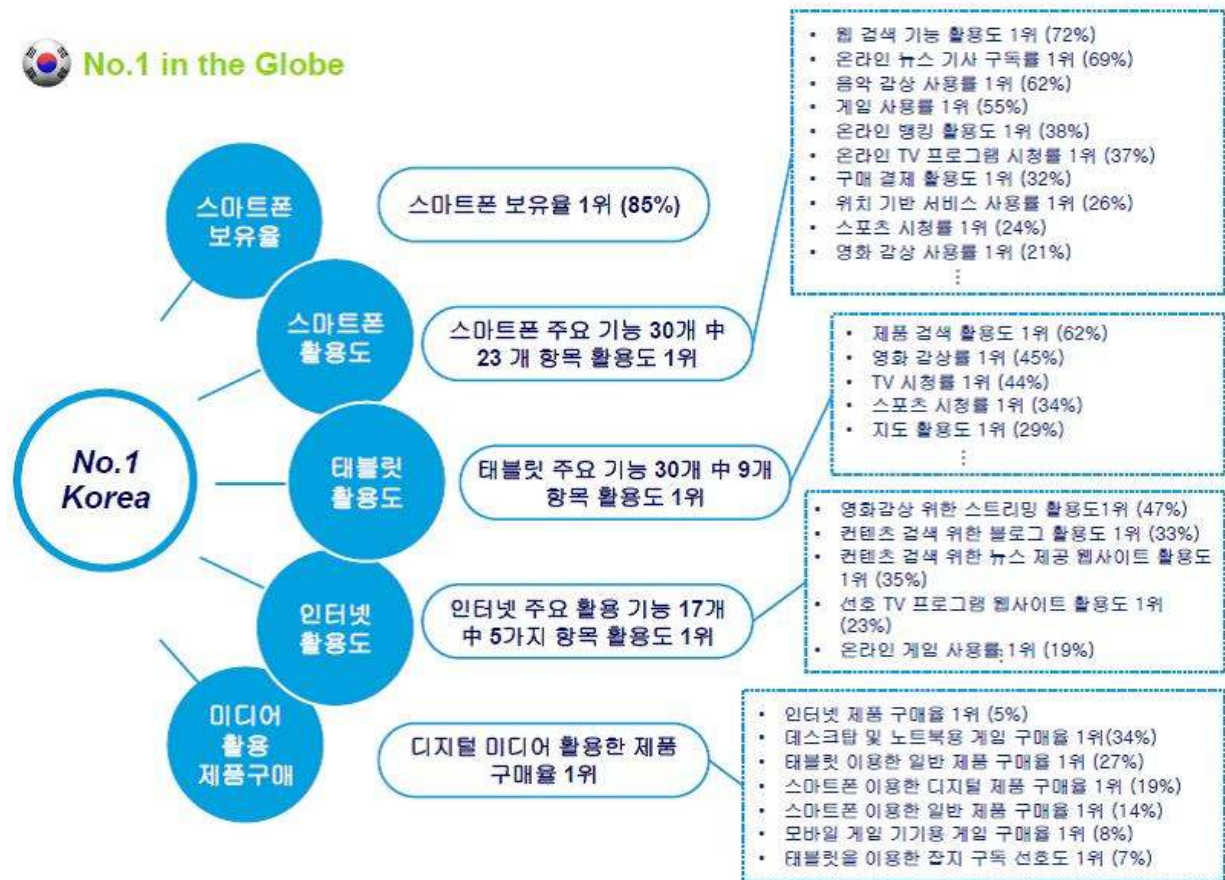 No.1 in the Globe
No.1
Korea
스마트폰
보유율
스마트폰 보유율 1위 (85%)
스마트폰
활용도
스마트폰 주요 기능 30개 中
23 개 항목 활용도 1위
• 웹 검색 기능 활용도 1위 (72%)
• 온라인 뉴스 기사 구독률 1위 (69%)
• 음악 감상 사용률 1위 (62%)
• 게임 사용률 1위 (55%)
• 온라인 뱅킹 활용도 1위 (38%)
• 온라인 TV 프로그램 시청률 1위 (37%)
• 구매 결제 활용도 1위 (32%)
• 위치 기반 서비스 사용률 1위 (26%)
• 스포츠 시청률 1위 (24%)
• 영화 감상 사용률 1위 (21%)
⋮
태블릿
활용도
태블릿 주요 기능 30개 中 9개
항목 활용도 1위
• 제품 검색 활용도 1위 (62%)
• 영화 감상률 1위 (45%)
• TV 시청률 1위 (44%)
• 스포츠 시청률 1위 (34%)
• 지도 활용도 1위 (29%)
⋮
인터넷
활용도
인터넷 주요 활용 기능 17개
中 5가지 항목 활용도 1위
• 영화감상 위한 스트리밍 활용도1위 (47%)
• 컨텐츠 검색 위한 블로그 활용도 1위 (33%)
• 컨텐츠 검색 위한 뉴스 제공 웹사이트 활용도
1위 (35%)
• 선호 TV 프로그램 웹사이트 활용도 1위
(23%)
• 온라인 게임 사용률 1위 (19%)
미디어
활용
제품구매
디지털 미디어 활용한 제품
구매율 1위
• 인터넷 제품 구매율 1위 (5%)
• 데스크탑 및 노트북용 게임 구매율 1위(34%)
• 태블릿 이용한 일반 제품 구매율 1위 (27%)
• 스마트폰 이용한 디지털 제품 구매율 1위 (19%)
• 스마트폰 이용한 일반 제품 구매율 1위 (14%)
• 모바일 게임 기기용 게임 구매율 1위 (8%)
• 태블릿을 이용한 잡지 구독 선호도 1위 (7%)